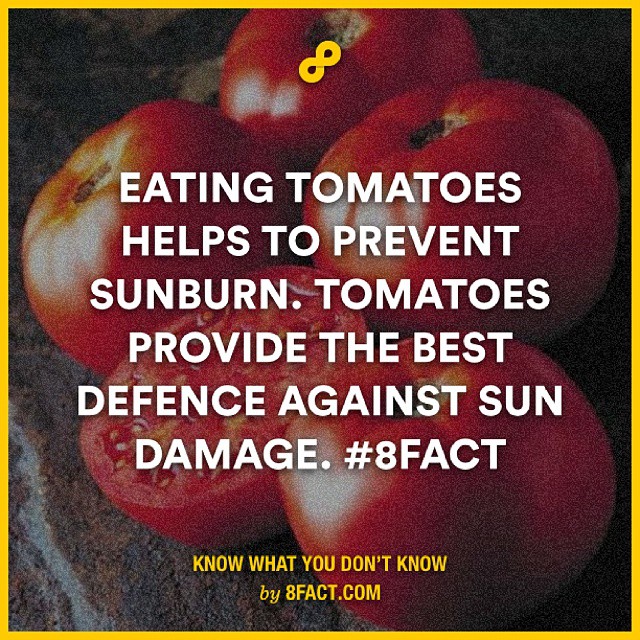 EATING TOMATOES
HELPS TO PREVENT
SUNBURN. TOMATOES
PROVIDE THE BEST
DEFENCE AGAINST SUN
DAMAGE. #8FACT
KNOW WHAT YOU DON'T KNOW
by 8FACT.COM